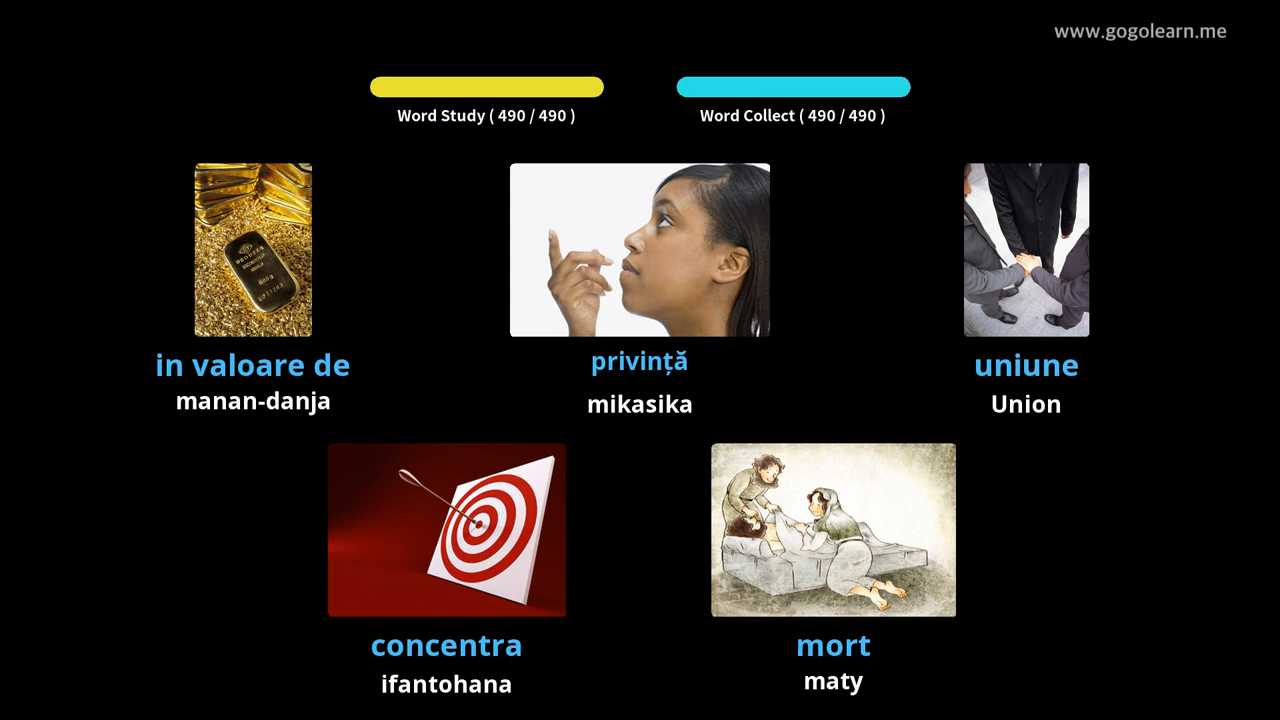 www.gogolearn.me
Word Study ( 490 / 490 )
Word Collect ( 490 / 490 )
in valoare de
manan-danja
privință
mikasika
uniune
Union
concentra
ifantohana
mort
maty